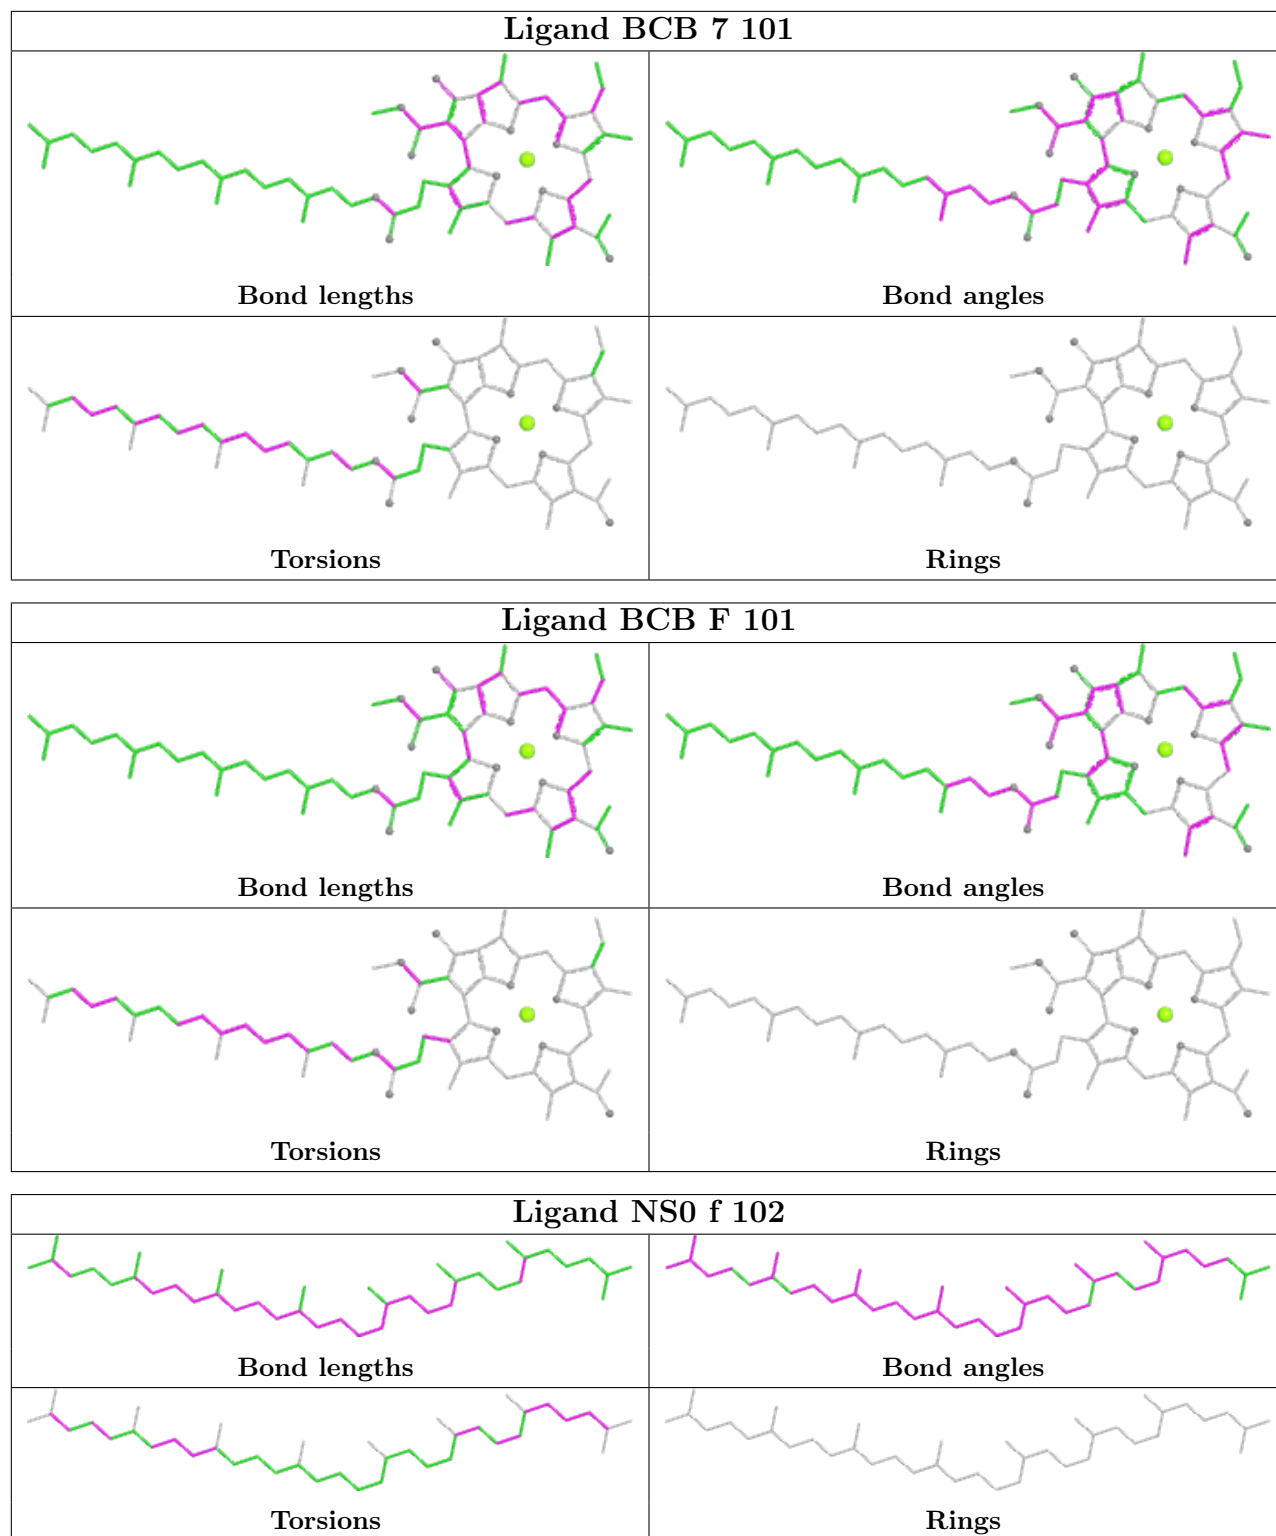 Ligand BCB 7 101
Bond lengths
Bond angles
Torsions
Rings
Ligand BCB F 101
Bond lengths
Bond angles
Torsions
Rings
Ligand NS0 f 102
Bond lengths
Bond angles
Torsions
Rings